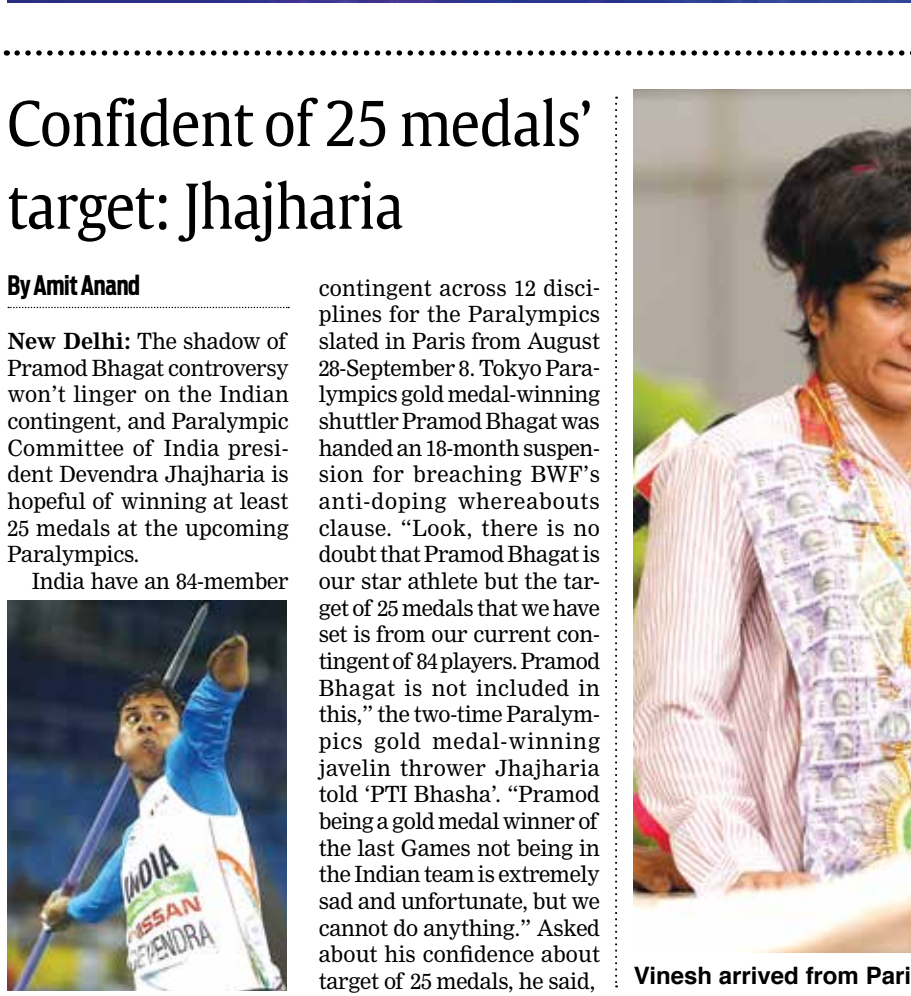 Confident of 25 medals’
target: Jhajharia
By Amit Anand
New Delhi: The shadow of
Pramod Bhagat controversy
won’t linger on the Indian
contingent, and Paralympic
Committee of India presi-
dent Devendra Jhajharia is
hopeful of winning at least
25 medals at the upcoming
Paralympics.
India have an 84-member
contingent across 12 disci-
plines for the Paralympics
slated in Paris from August
28-September 8. Tokyo Para-
lympics gold medal-winning
shuttler Pramod Bhagat was
handed an 18-month suspen-
sion for breaching BWF’s
anti-doping whereabouts
clause. “Look, there is no
doubt that Pramod Bhagat is
our star athlete but the tar-
get of 25 medals that we have
set is from our current con-
tingent of 84 players. Pramod
Bhagat is not included in
this,” the two-time Paralym-
pics gold medal-winning
javelin thrower Jhajharia
told ‘PTI Bhasha’. “Pramod
being a gold medal winner of
the last Games not being in
the Indian team is extremely
sad and unfortunate, but we
cannot do anything.” Asked
about his confidence about
target of 25 medals, he said,
INDIA
NISSAN
DEVENDRA
Vinesh arrived from Pari